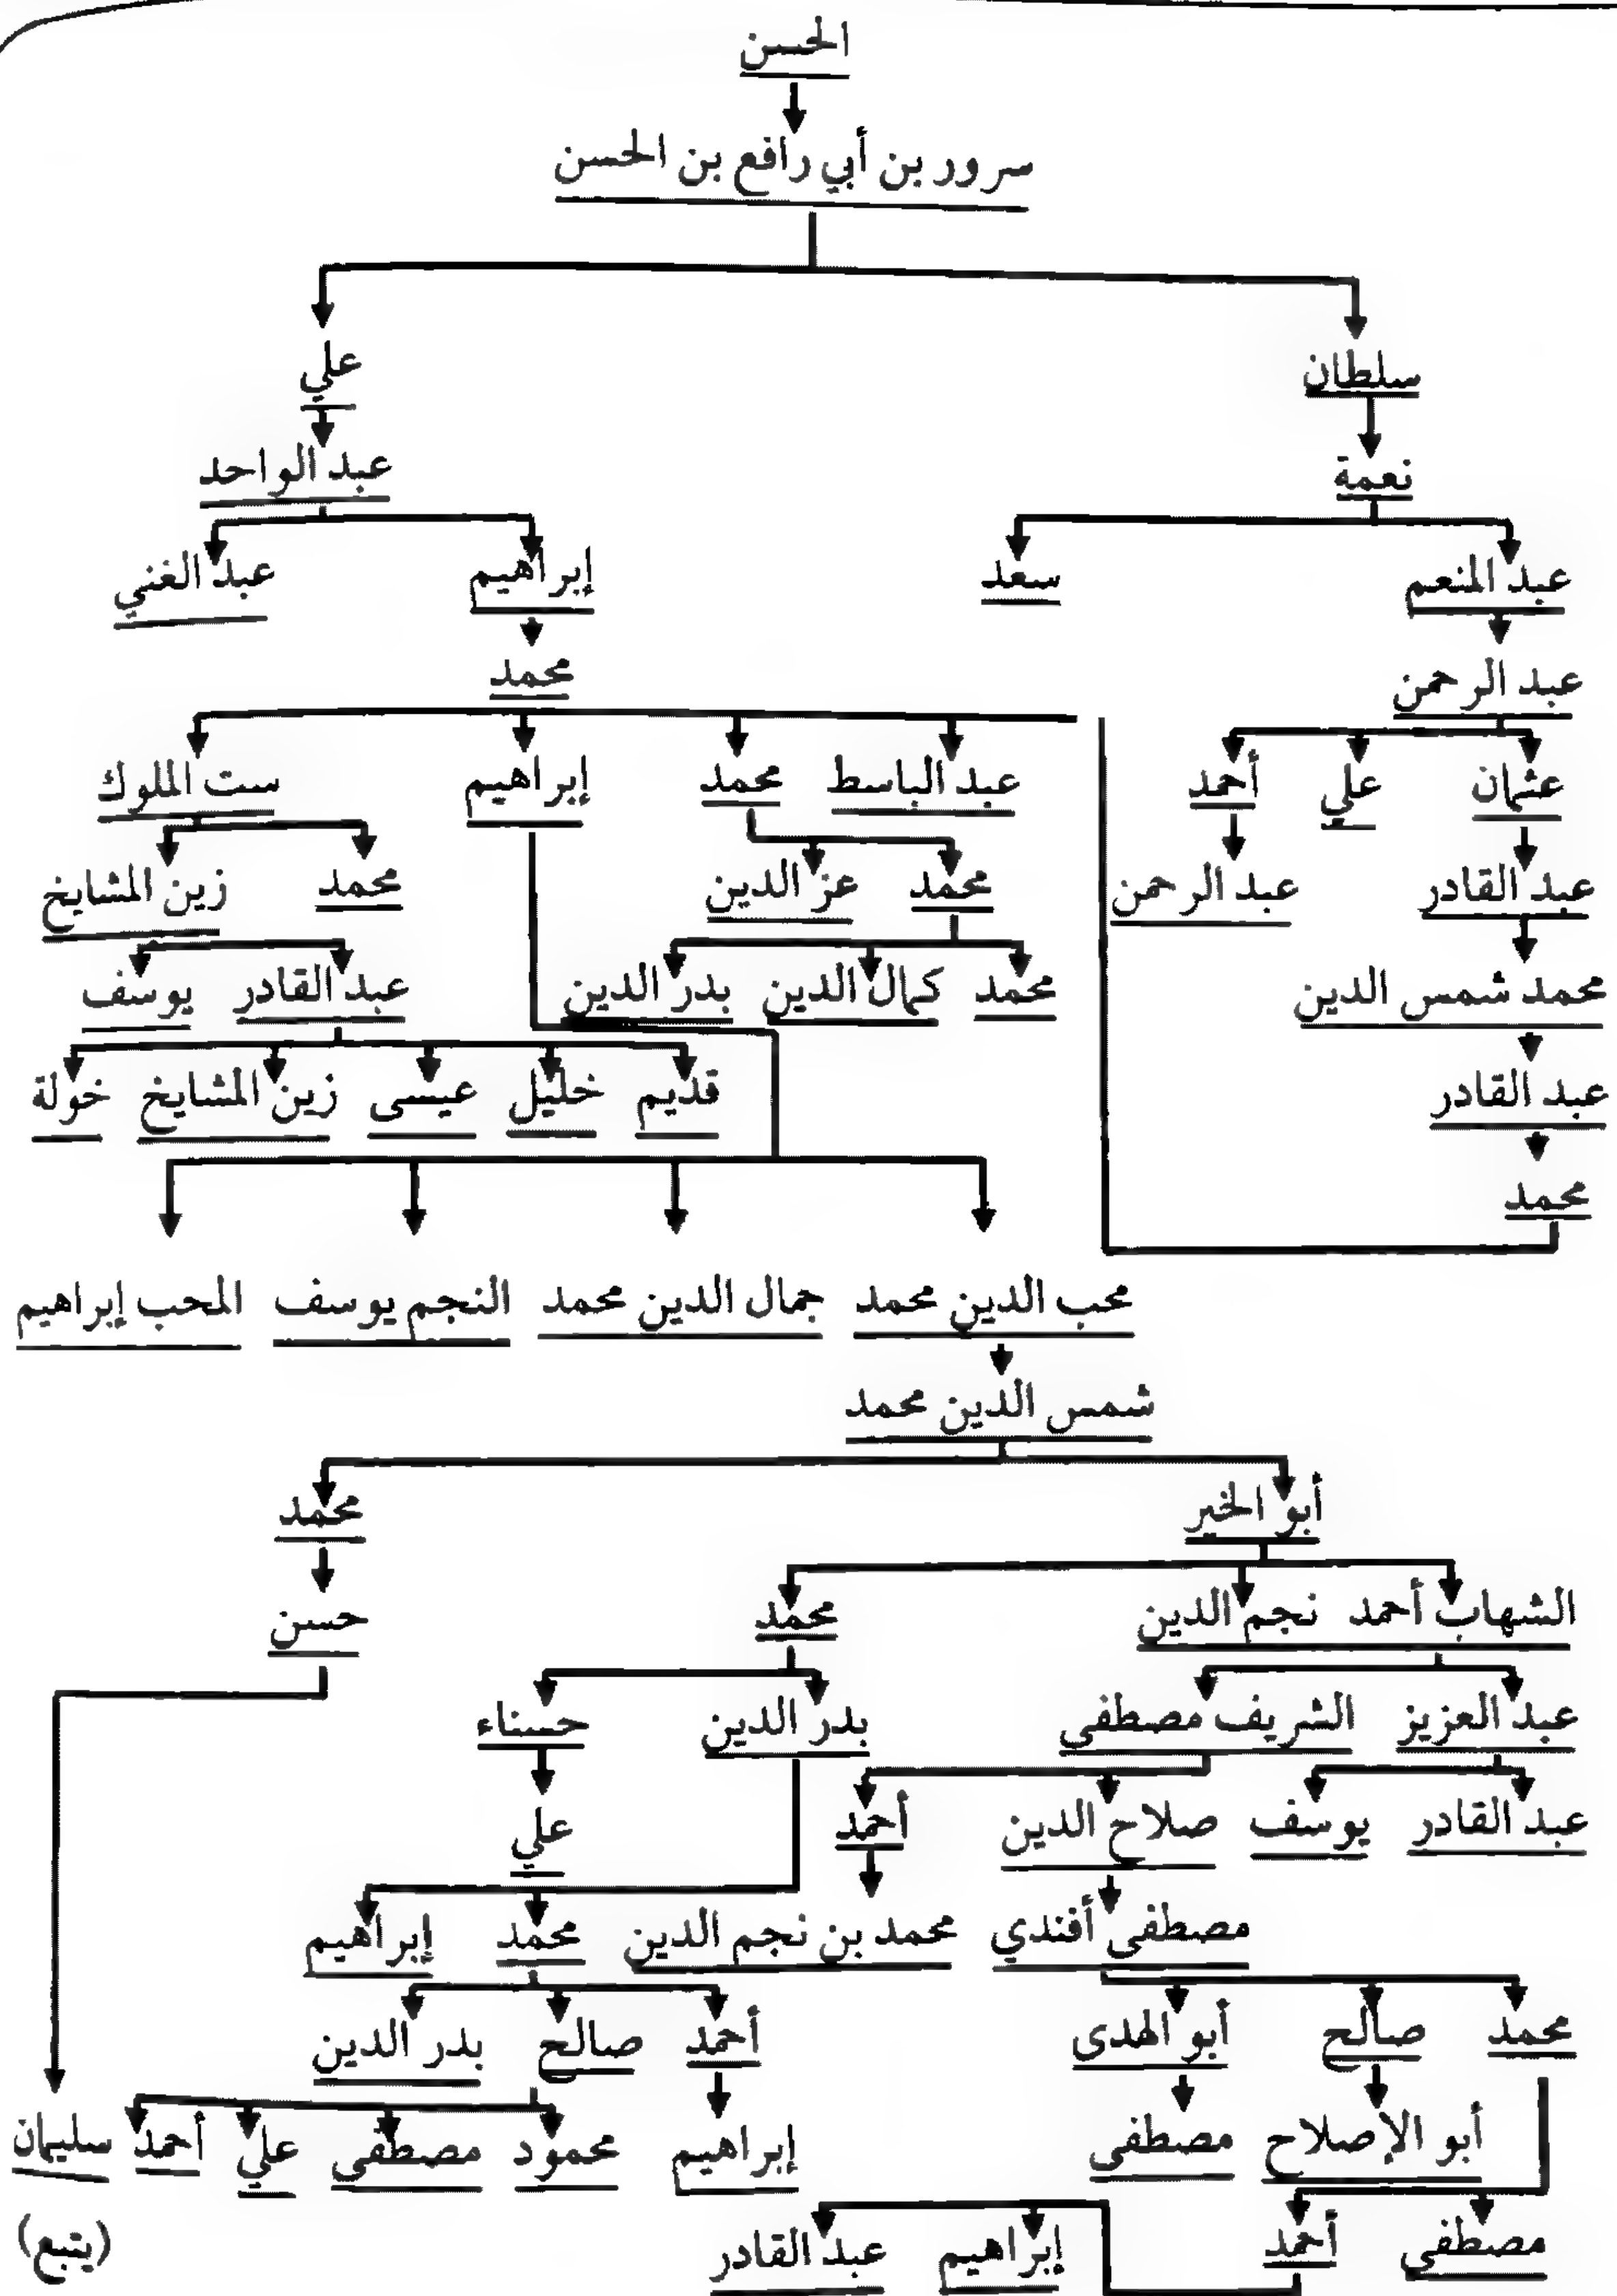 الحسن
سرور بن أبي رافع بن الحسن
سلطان علي
نعمة عبد الواحد
عبد المنعم سعد إبراهيم عبد الغني
عبد الرحمن محمد
عثمان علي أحمد عبد الباسط محمد إبراهيم ست الملوك
عبد القادر عبد الرحمن محمد عز الدين محمد زين المشايخ
محمد شمس الدين محمد كمال الدين بدر الدين عبد القادر يوسف
عبد القادر قديم خليل عيسى زين المشايخ خولة
محمد
محب الدين محمد جمال الدين محمد النجم يوسف المحب إبراهيم
شمس الدين محمد
أبو الخير محمد
الشهاب أحمد نجم الدين محمد حسن
عبد العزيز الشريف مصطفى بدر الدين حسناء
عبد القادر يوسف صلاح الدين أحمد علي
مصطفى أفندي محمد بن نجم الدين محمد إبراهيم
محمد صالح أبو الهدى أحمد صالح بدر الدين
أبو الإصلاح مصطفى إبراهيم محمود مصطفى علي أحمد سليمان
مصطفى أحمد إبراهيم عبد القادر (يتبع)